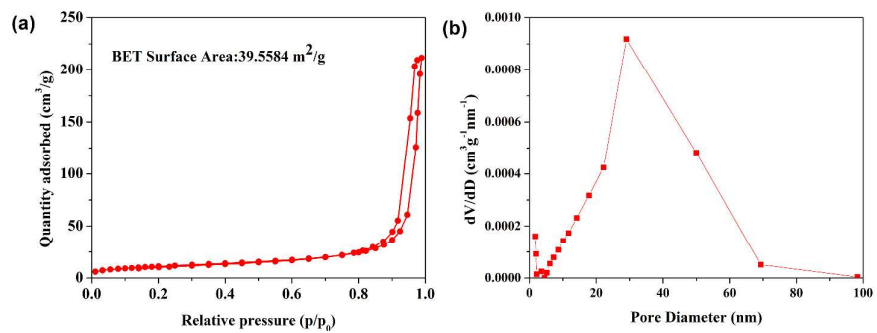 (a)
BET Surface Area:39.5584 m²/g
Quantity adsorbed (cm³/g)
250
200
150
100
50
0
0.0 0.2 0.4 0.6 0.8 1.0
Relative pressure (p/p₀)
(b)
dV/dD (cm³g⁻¹nm⁻¹)
0.0010
0.0008
0.0006
0.0004
0.0002
0.0000
0 20 40 60 80 100
Pore Diameter (nm)